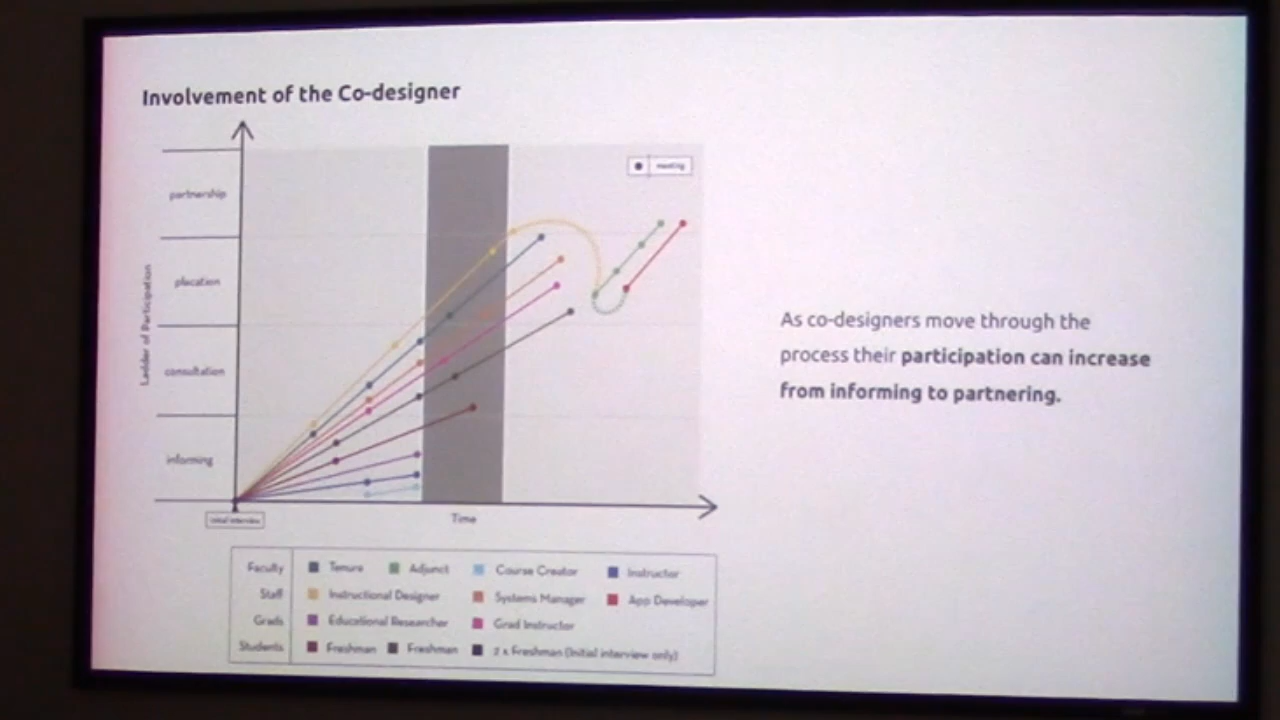 Involvement of the Co-designer
meeting
partnership
placation
consultation
informing
Ladder of Participation
initial interview
Time
As co-designers move through the
process their participation can increase
from informing to partnering.
Faculty Tenure Adjunct Course Creator Instructor
Staff Instructional Designer Systems Manager App Developer
Grads Educational Researcher Grad Instructor
Students Freshman Freshman 2 x Freshman (Initial interview only)